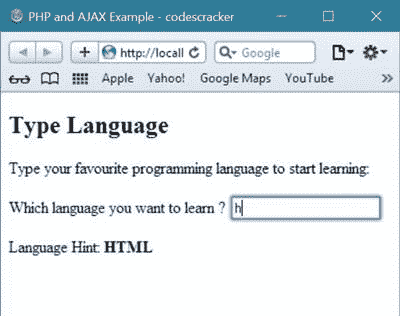 PHP and AJAX Example - codescracker
http://locall
Google
Apple Yahoo! Google Maps YouTube
Type Language
Type your favourite programming language to start learning:
Which language you want to learn ? h
Language Hint: HTML